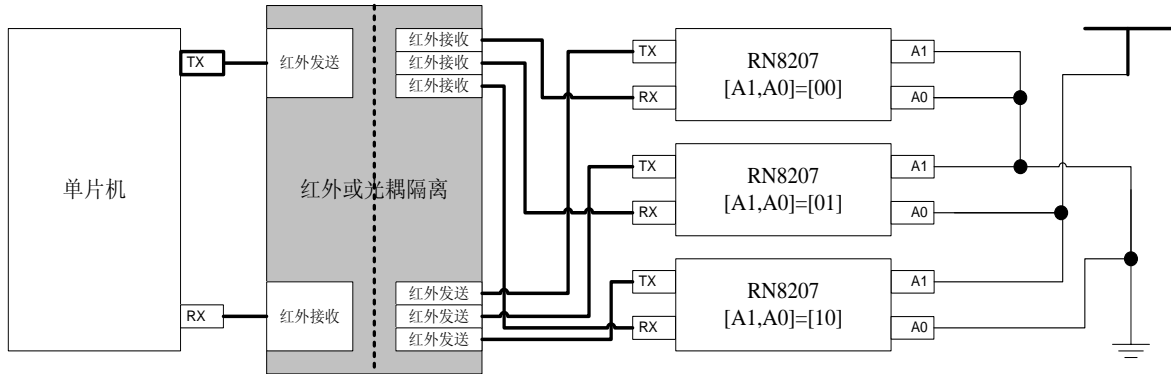 单片机
TX
RX
红外发送
红外接收
红外或光耦隔离
红外接收
红外接收
红外接收
红外发送
红外发送
红外发送
TX
RX
RN8207
[A1,A0]=[00]
A1
A0
TX
RX
RN8207
[A1,A0]=[01]
A1
A0
TX
RX
RN8207
[A1,A0]=[10]
A1
A0